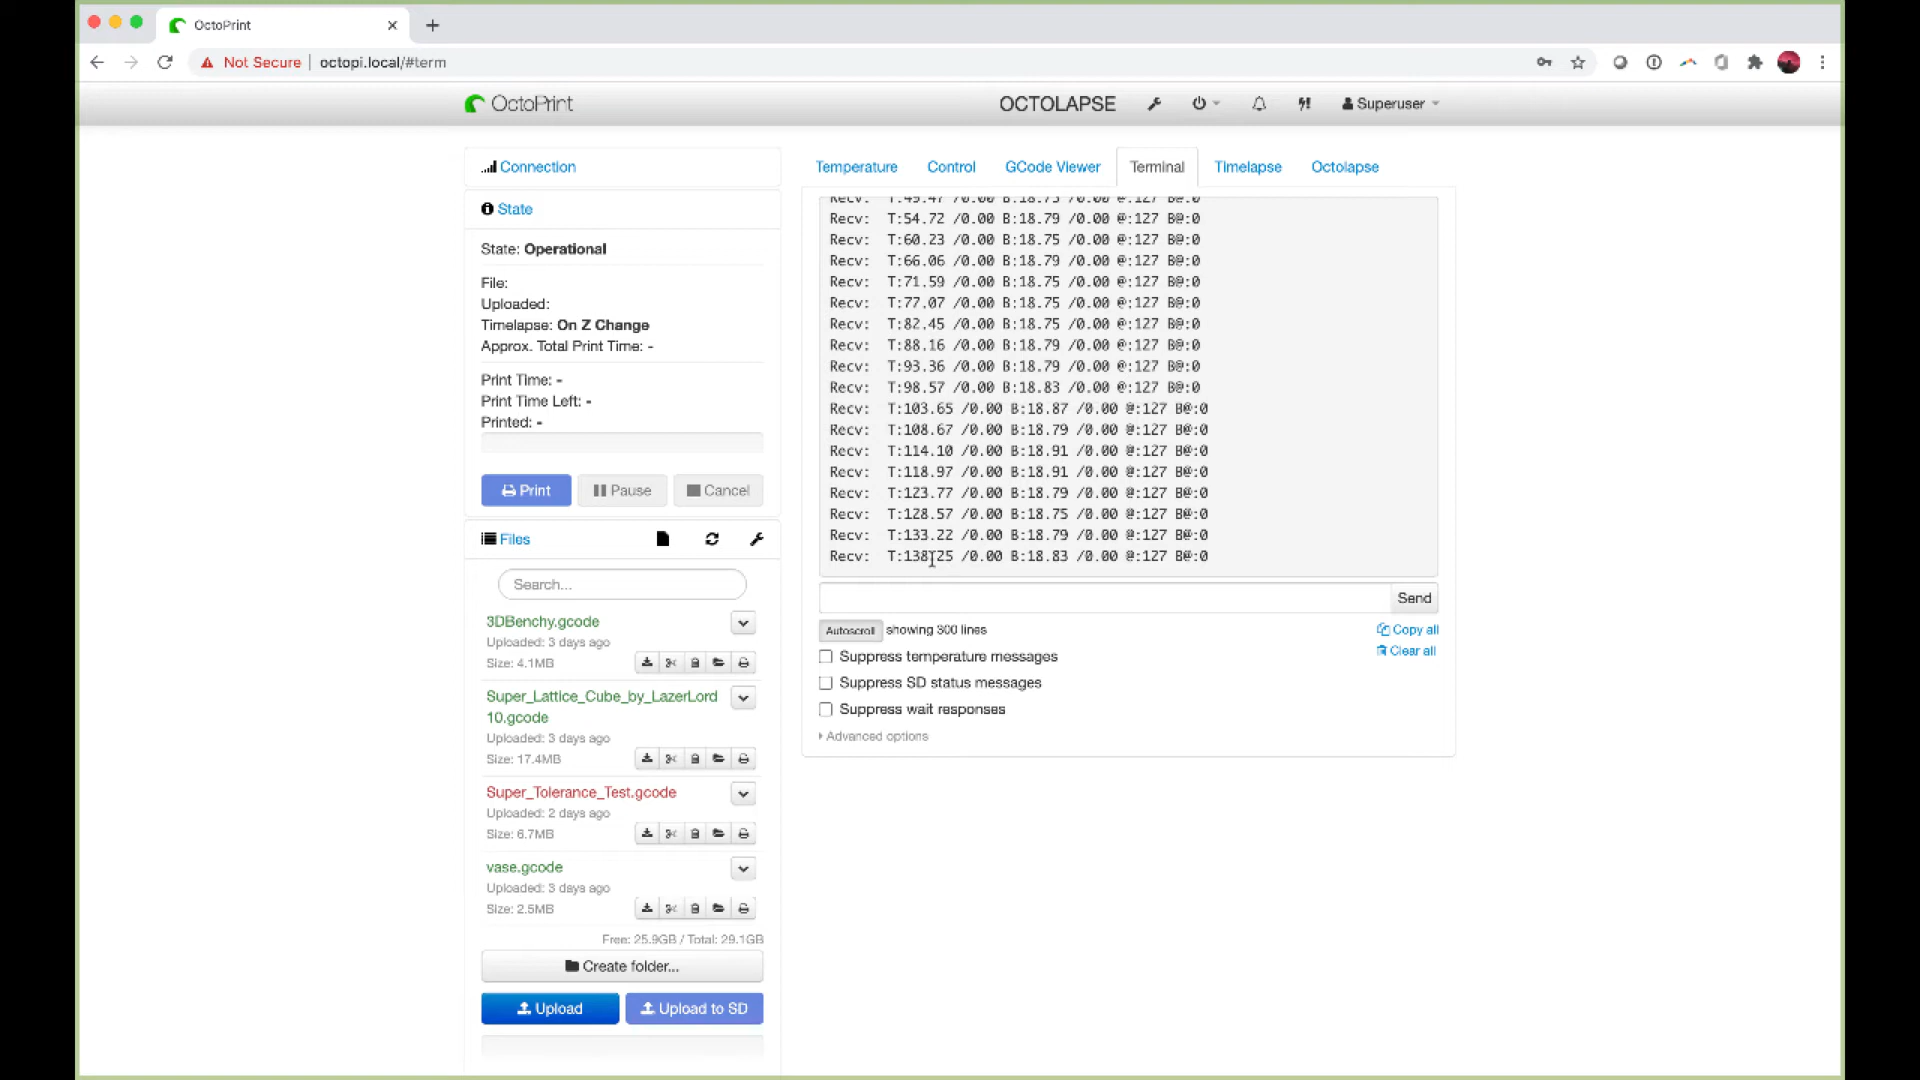 OctoPrint
Not Secure | octopi.local/#term
OctoPrint
OCTOLAPSE
Superuser
Connection
State
State: Operational
File:
Uploaded:
Timelapse: On Z Change
Approx. Total Print Time: -
Print Time: -
Print Time Left: -
Printed: -
Print
Pause
Cancel
Files
Search...
3DBenchy.gcode
Uploaded: 3 days ago
Size: 4.1MB
Super_Lattice_Cube_by_LazerLord
10.gcode
Uploaded: 3 days ago
Size: 17.4MB
Super_Tolerance_Test.gcode
Uploaded: 2 days ago
Size: 6.7MB
vase.gcode
Uploaded: 3 days ago
Size: 2.5MB
Free: 25.9GB / Total: 29.1GB
Create folder...
Upload
Upload to SD
Temperature
Control
GCode Viewer
Terminal
Timelapse
Octolapse
Recv: T:49.47 /0.00 B:18.75 /0.00 @:127 B@:0
Recv: T:54.72 /0.00 B:18.79 /0.00 @:127 B@:0
Recv: T:60.23 /0.00 B:18.75 /0.00 @:127 B@:0
Recv: T:66.06 /0.00 B:18.79 /0.00 @:127 B@:0
Recv: T:71.59 /0.00 B:18.75 /0.00 @:127 B@:0
Recv: T:77.07 /0.00 B:18.75 /0.00 @:127 B@:0
Recv: T:82.45 /0.00 B:18.75 /0.00 @:127 B@:0
Recv: T:88.16 /0.00 B:18.79 /0.00 @:127 B@:0
Recv: T:93.36 /0.00 B:18.79 /0.00 @:127 B@:0
Recv: T:98.57 /0.00 B:18.83 /0.00 @:127 B@:0
Recv: T:103.65 /0.00 B:18.87 /0.00 @:127 B@:0
Recv: T:108.67 /0.00 B:18.79 /0.00 @:127 B@:0
Recv: T:114.10 /0.00 B:18.91 /0.00 @:127 B@:0
Recv: T:118.97 /0.00 B:18.91 /0.00 @:127 B@:0
Recv: T:123.77 /0.00 B:18.79 /0.00 @:127 B@:0
Recv: T:128.57 /0.00 B:18.75 /0.00 @:127 B@:0
Recv: T:133.22 /0.00 B:18.79 /0.00 @:127 B@:0
Recv: T:138.25 /0.00 B:18.83 /0.00 @:127 B@:0
Send
Autoscroll showing 300 lines
Copy all
Clear all
Suppress temperature messages
Suppress SD status messages
Suppress wait responses
Advanced options